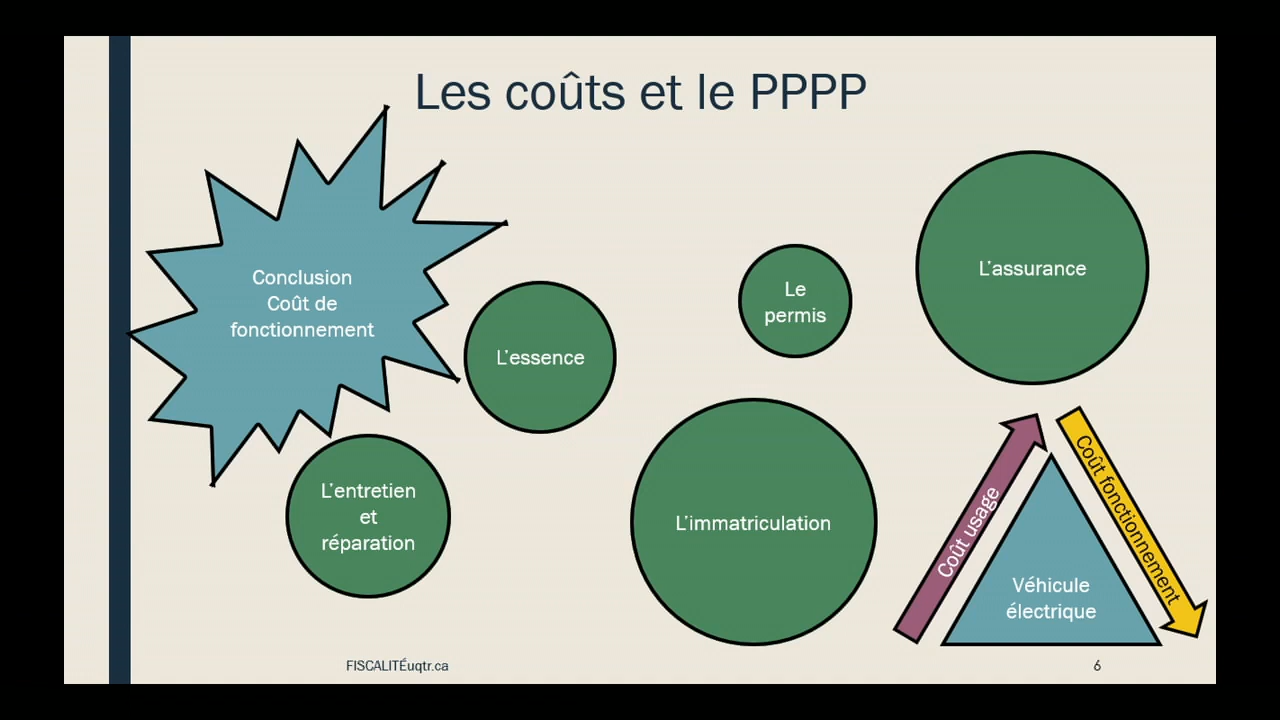 Les coûts et le PPPP
Conclusion
Coût de
fonctionnement
L'essence
L'entretien
et
réparation
Le
permis
L'immatriculation
L'assurance
Coût usage
Coût fonctionnement
Véhicule
électrique
FISCALITÉuqtr.ca
6